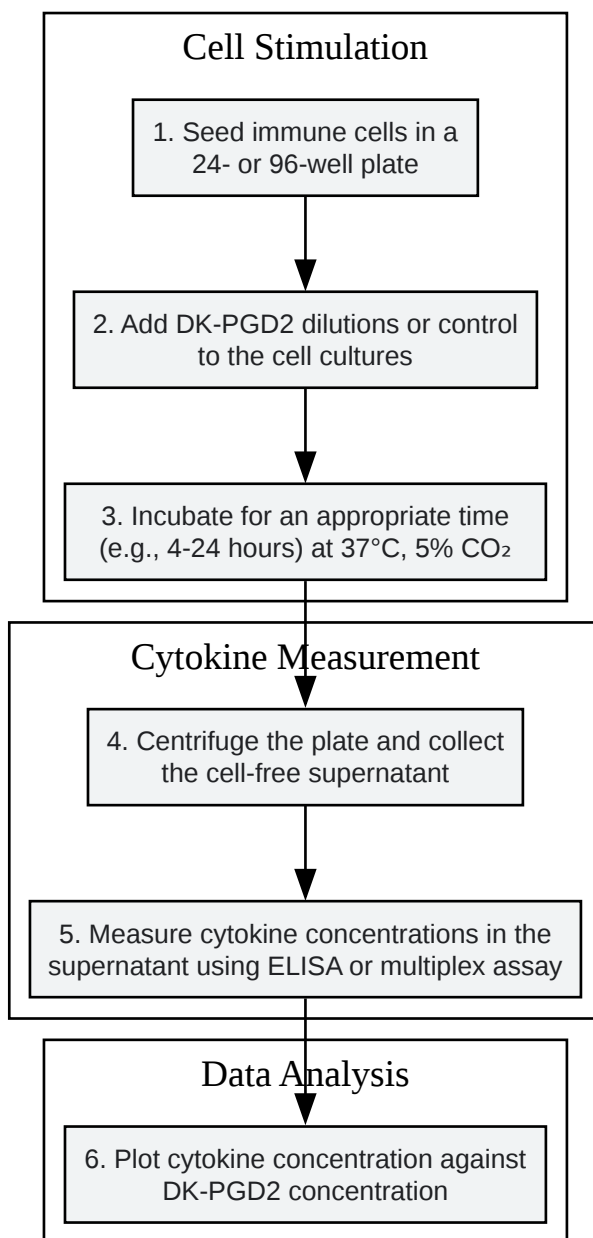 Cell Stimulation
1. Seed immune cells in a
24- or 96-well plate
2. Add DK-PGD2 dilutions or control
to the cell cultures
3. Incubate for an appropriate time
(e.g., 4-24 hours) at 37°C, 5% CO₂
Cytokine Measurement
4. Centrifuge the plate and collect
the cell-free supernatant
5. Measure cytokine concentrations in the
supernatant using ELISA or multiplex assay
Data Analysis
6. Plot cytokine concentration against
DK-PGD2 concentration